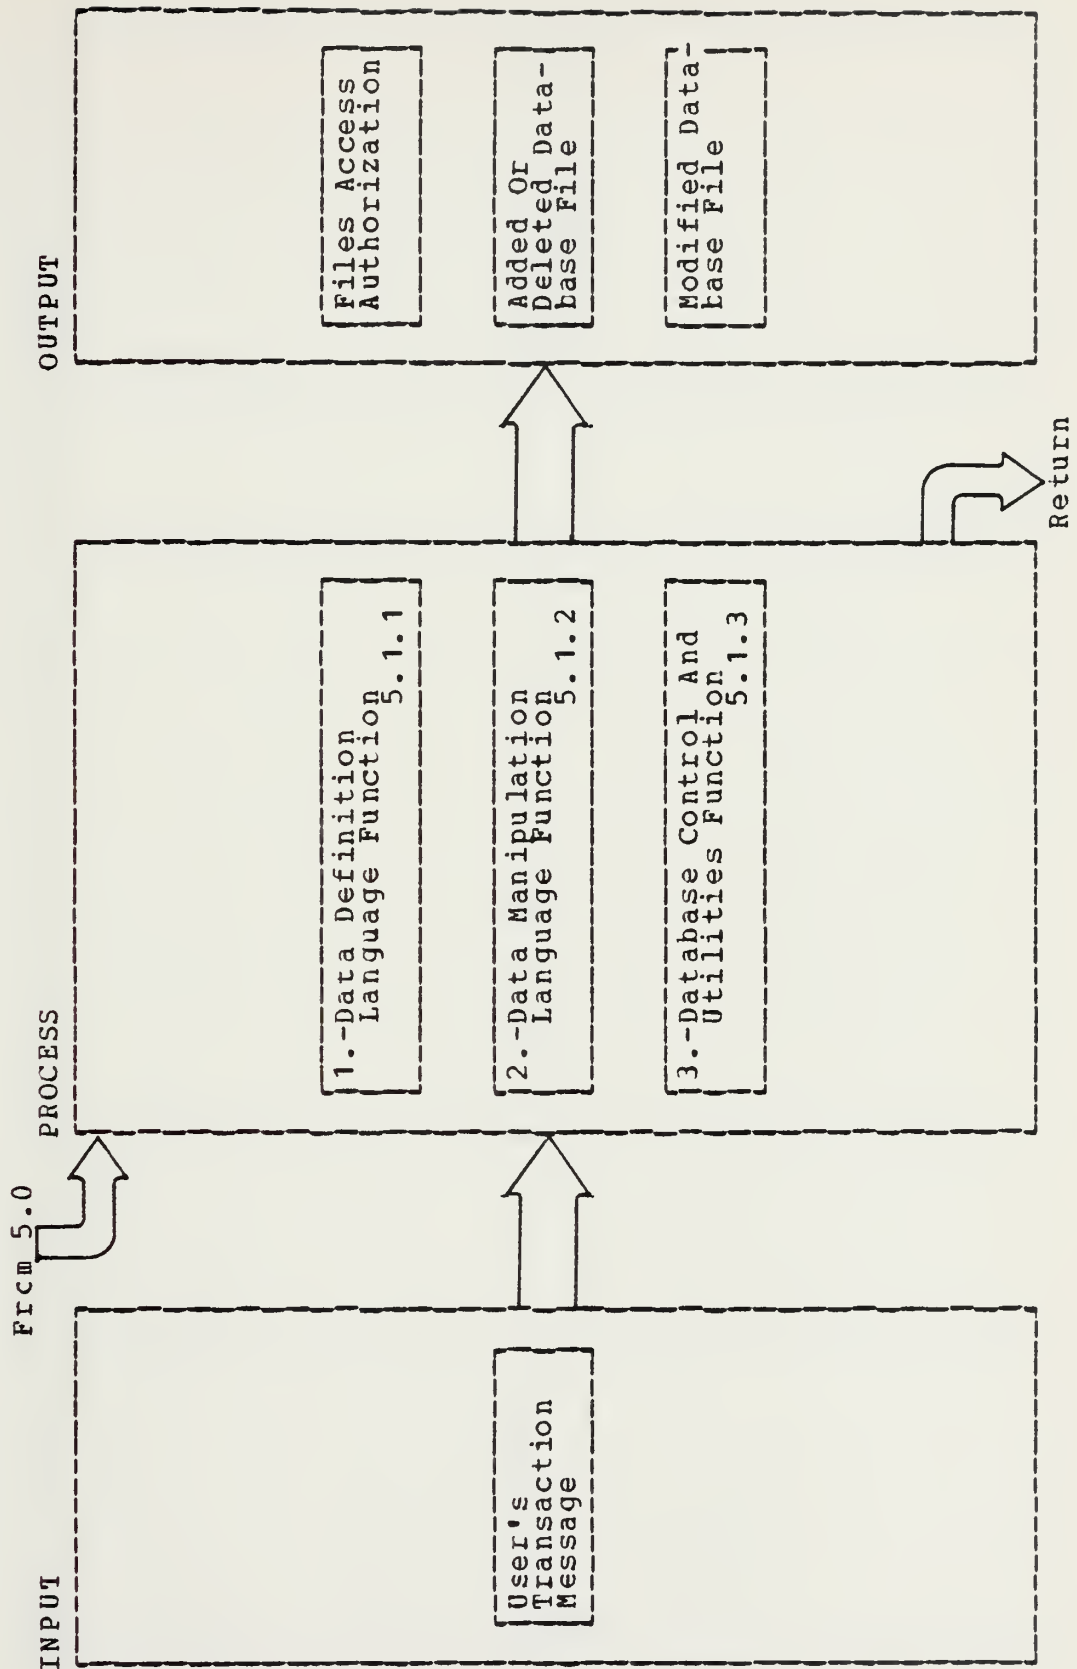 From 5.0
INPUT
PROCESS
OUTPUT
User's
Transaction
Message
1.-Data Definition
Language Function
5.1.1
2.-Data Manipulation
Language Function
5.1.2
3.-Database Control And
Utilities Function
5.1.3
Files Access
Authorization
Added Or
Deleted Data-
base File
Modified Data-
base File
Return